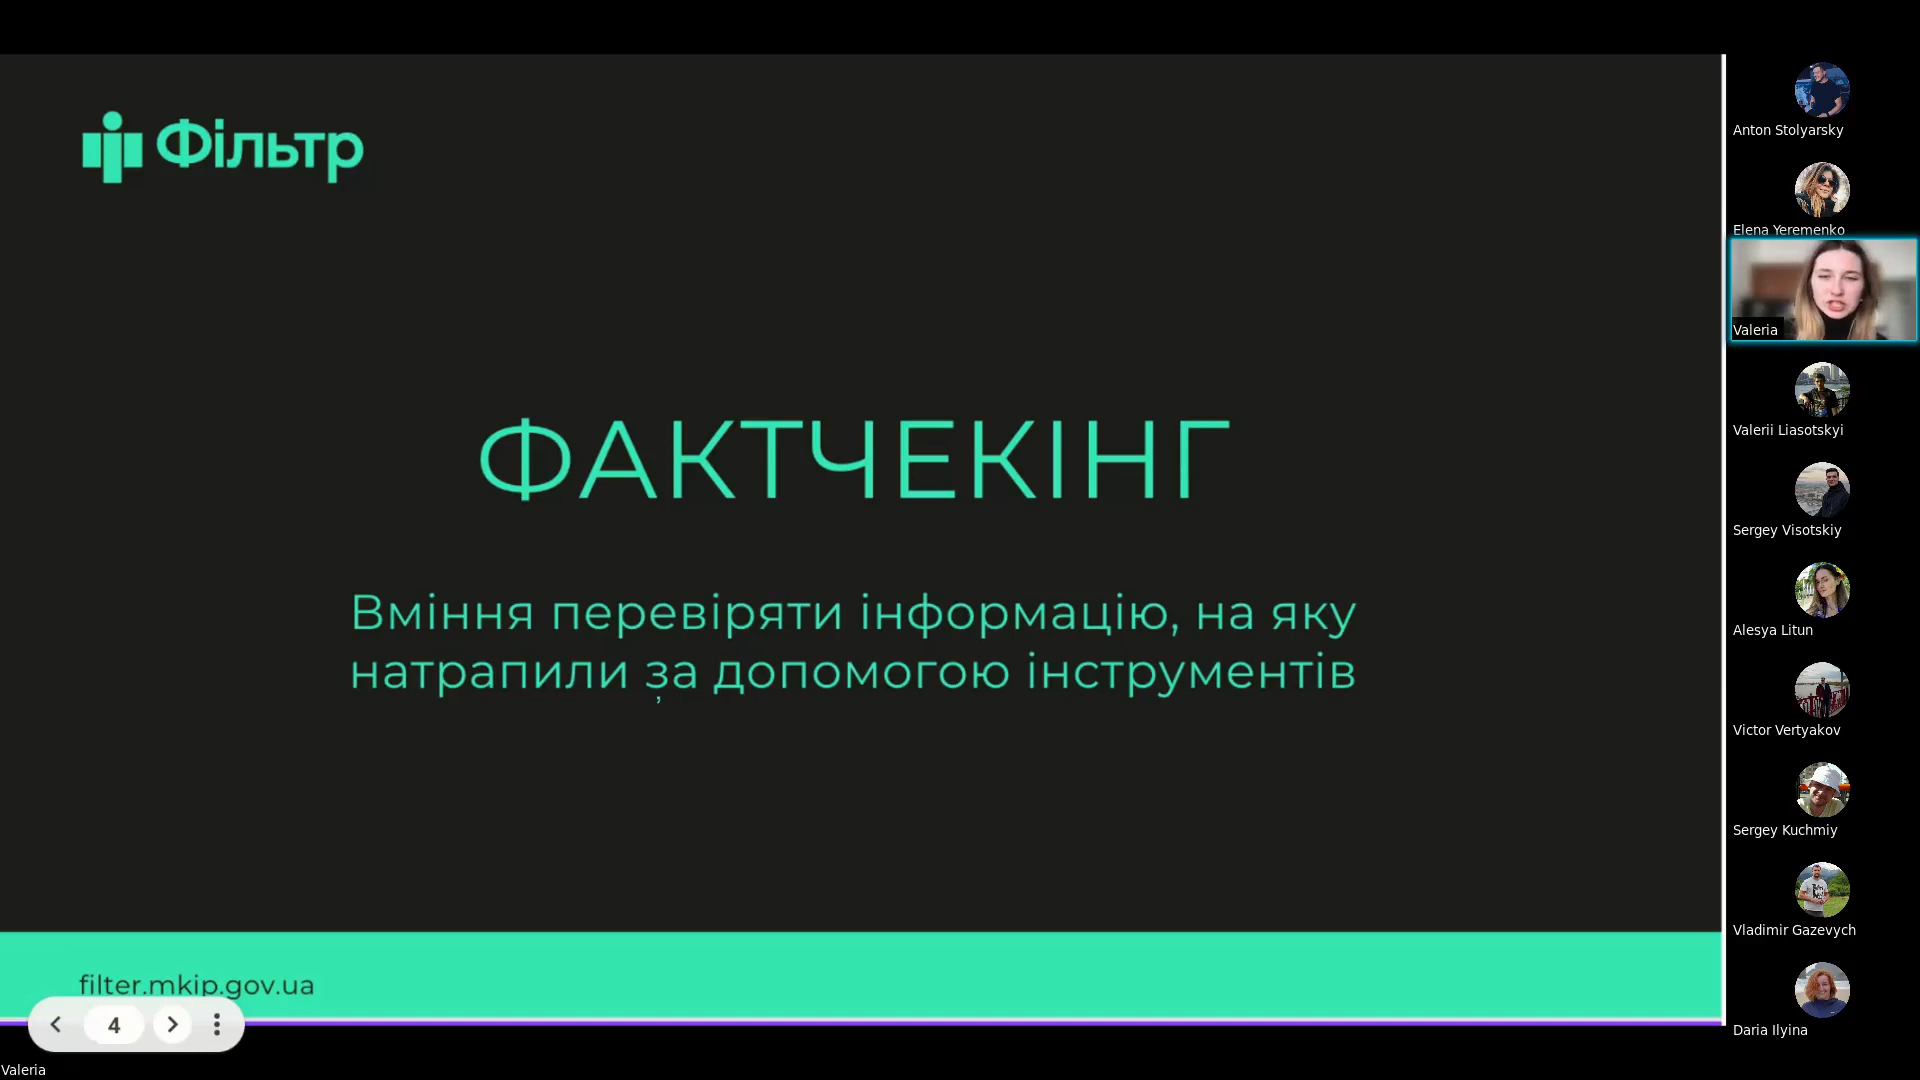 Фільтр
ФАКТЧЕКІНГ
Вміння перевіряти інформацію, на яку
натрапили за допомогою інструментів
filter.mkip.gov.ua
4
Valeria
Anton Stolyarsky
Elena Yeremenko
Valeria
Valerii Liasotskyi
Sergey Visotskiy
Alesya Litun
Victor Vertyakov
Sergey Kuchmiy
Vladimir Gazevych
Daria Ilyina